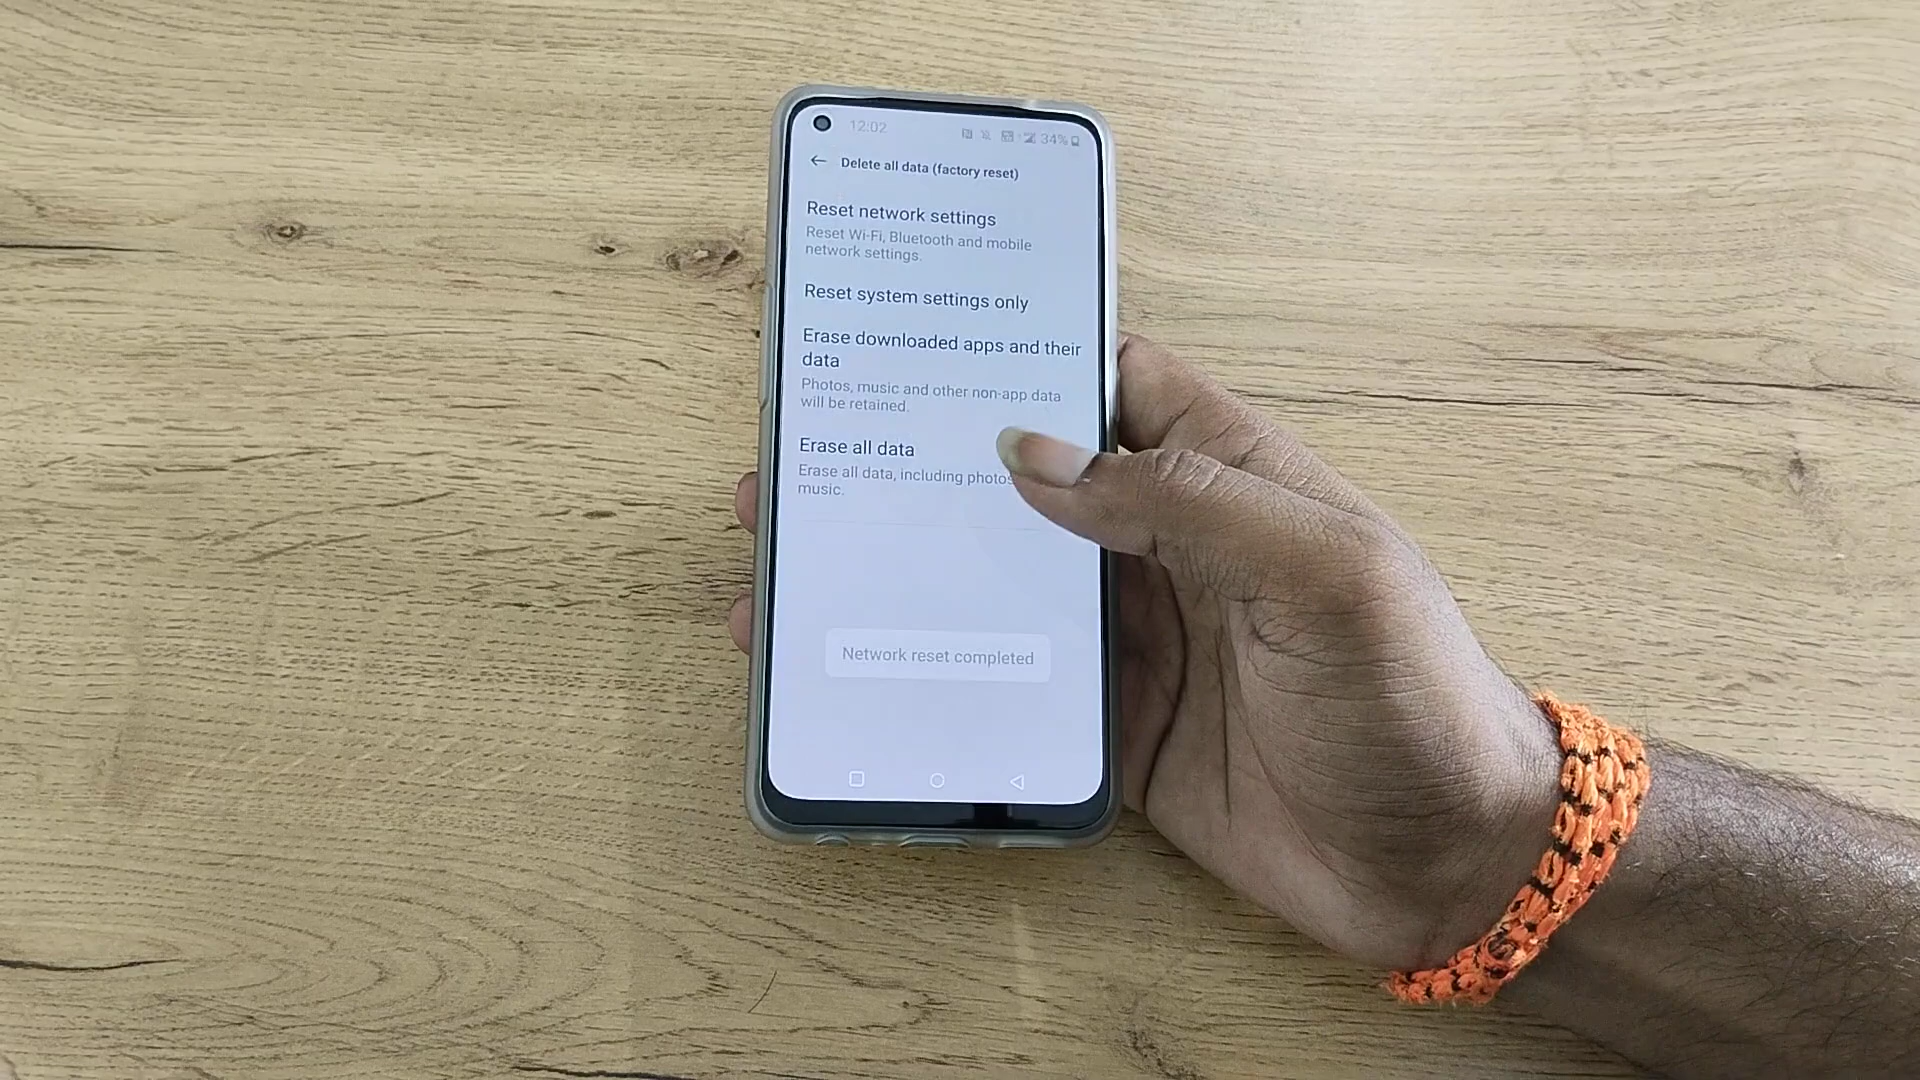 12:02
34%
Delete all data (factory reset)
Reset network settings
Reset Wi-Fi, Bluetooth and mobile
network settings.
Reset system settings only
Erase downloaded apps and their
data
Photos, music and other non-app data
will be retained.
Erase all data
Erase all data, including photos
music.
Network reset completed